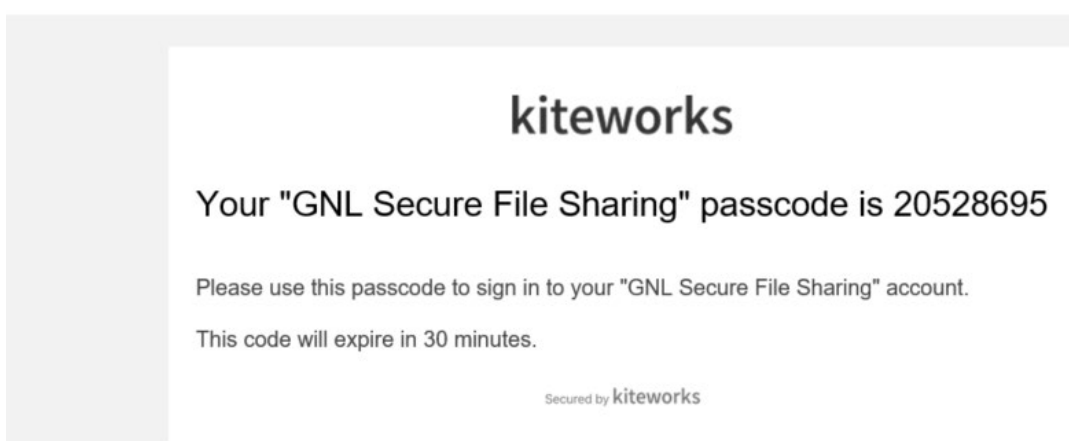 kiteworks
Your "GNL Secure File Sharing" passcode is 20528695
Please use this passcode to sign in to your "GNL Secure File Sharing" account.
This code will expire in 30 minutes.
Secured by kiteworks